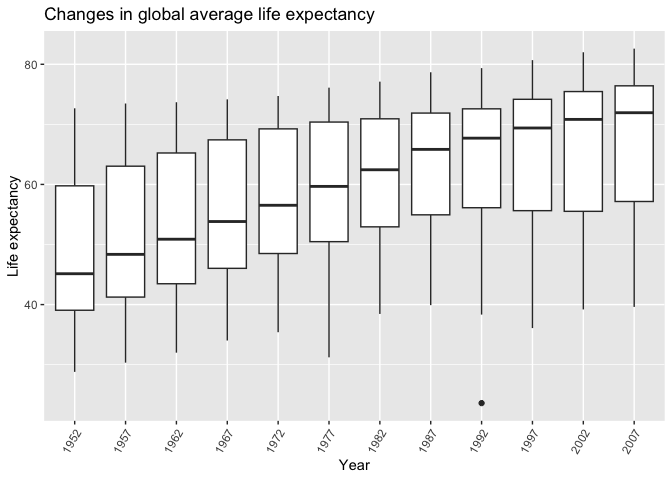 Changes in global average life expectancy
80
60
40
Life expectancy
1952 1957 1962 1967 1972 1977 1982 1987 1992 1997 2002 2007
Year